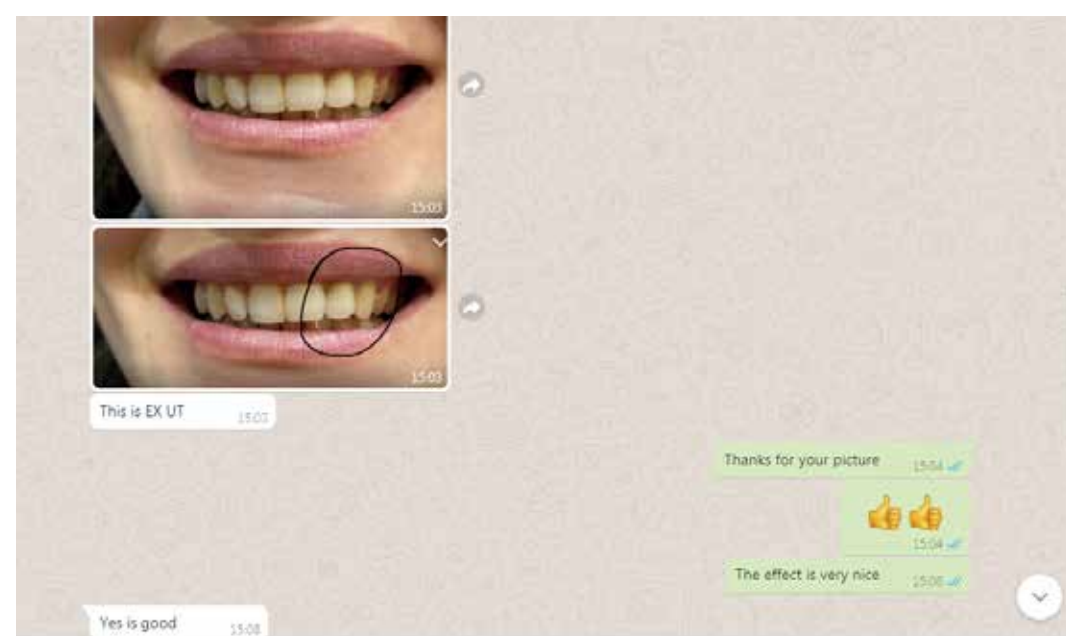 15:03
15:03
This is EX UT
15:03
Thanks for your picture
15:04
👍👍
15:04
The effect is very nice
15:08
Yes is good
15:08